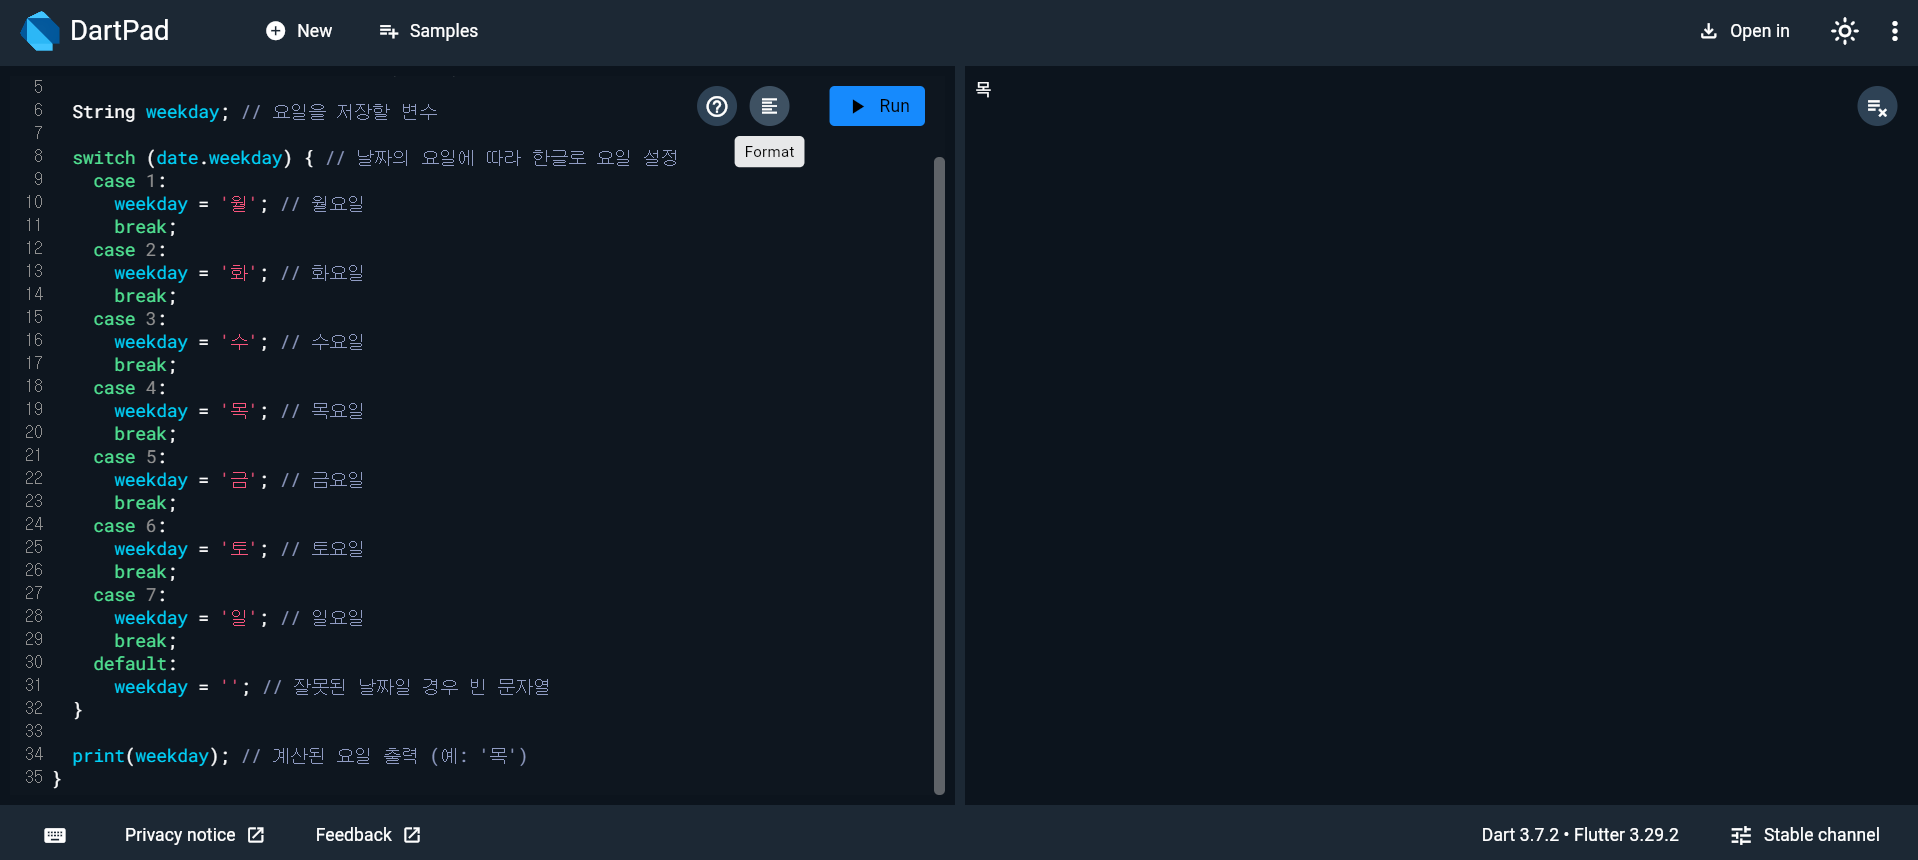 DartPad
New
Samples
Open in
5
6 String weekday; // 요일을 저장할 변수
7
8 switch (date.weekday) { // 날짜의 요일에 따라 한글로 요일 설정
9 case 1:
10 weekday = '월'; // 월요일
11 break;
12 case 2:
13 weekday = '화'; // 화요일
14 break;
15 case 3:
16 weekday = '수'; // 수요일
17 break;
18 case 4:
19 weekday = '목'; // 목요일
20 break;
21 case 5:
22 weekday = '금'; // 금요일
23 break;
24 case 6:
25 weekday = '토'; // 토요일
26 break;
27 case 7:
28 weekday = '일'; // 일요일
29 break;
30 default:
31 weekday = ''; // 잘못된 날짜일 경우 빈 문자열
32 }
33
34 print(weekday); // 계산된 요일 출력 (예: '목')
35 }
Run
Format
목
Privacy notice
Feedback
Dart 3.7.2 • Flutter 3.29.2
Stable channel